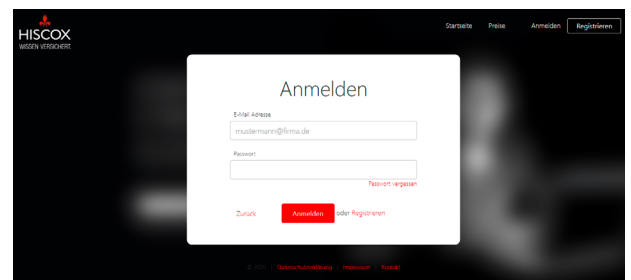 HISCOX
WISSEN VERSICHERT.
Startseite Preise Anmelden Registrieren
Anmelden
E-Mail Adresse
mustermann@firma.de
Passwort
Passwort vergessen
Zurück Anmelden oder Registrieren
© 2020 | Datenschutzerklärung | Impressum | Kontakt